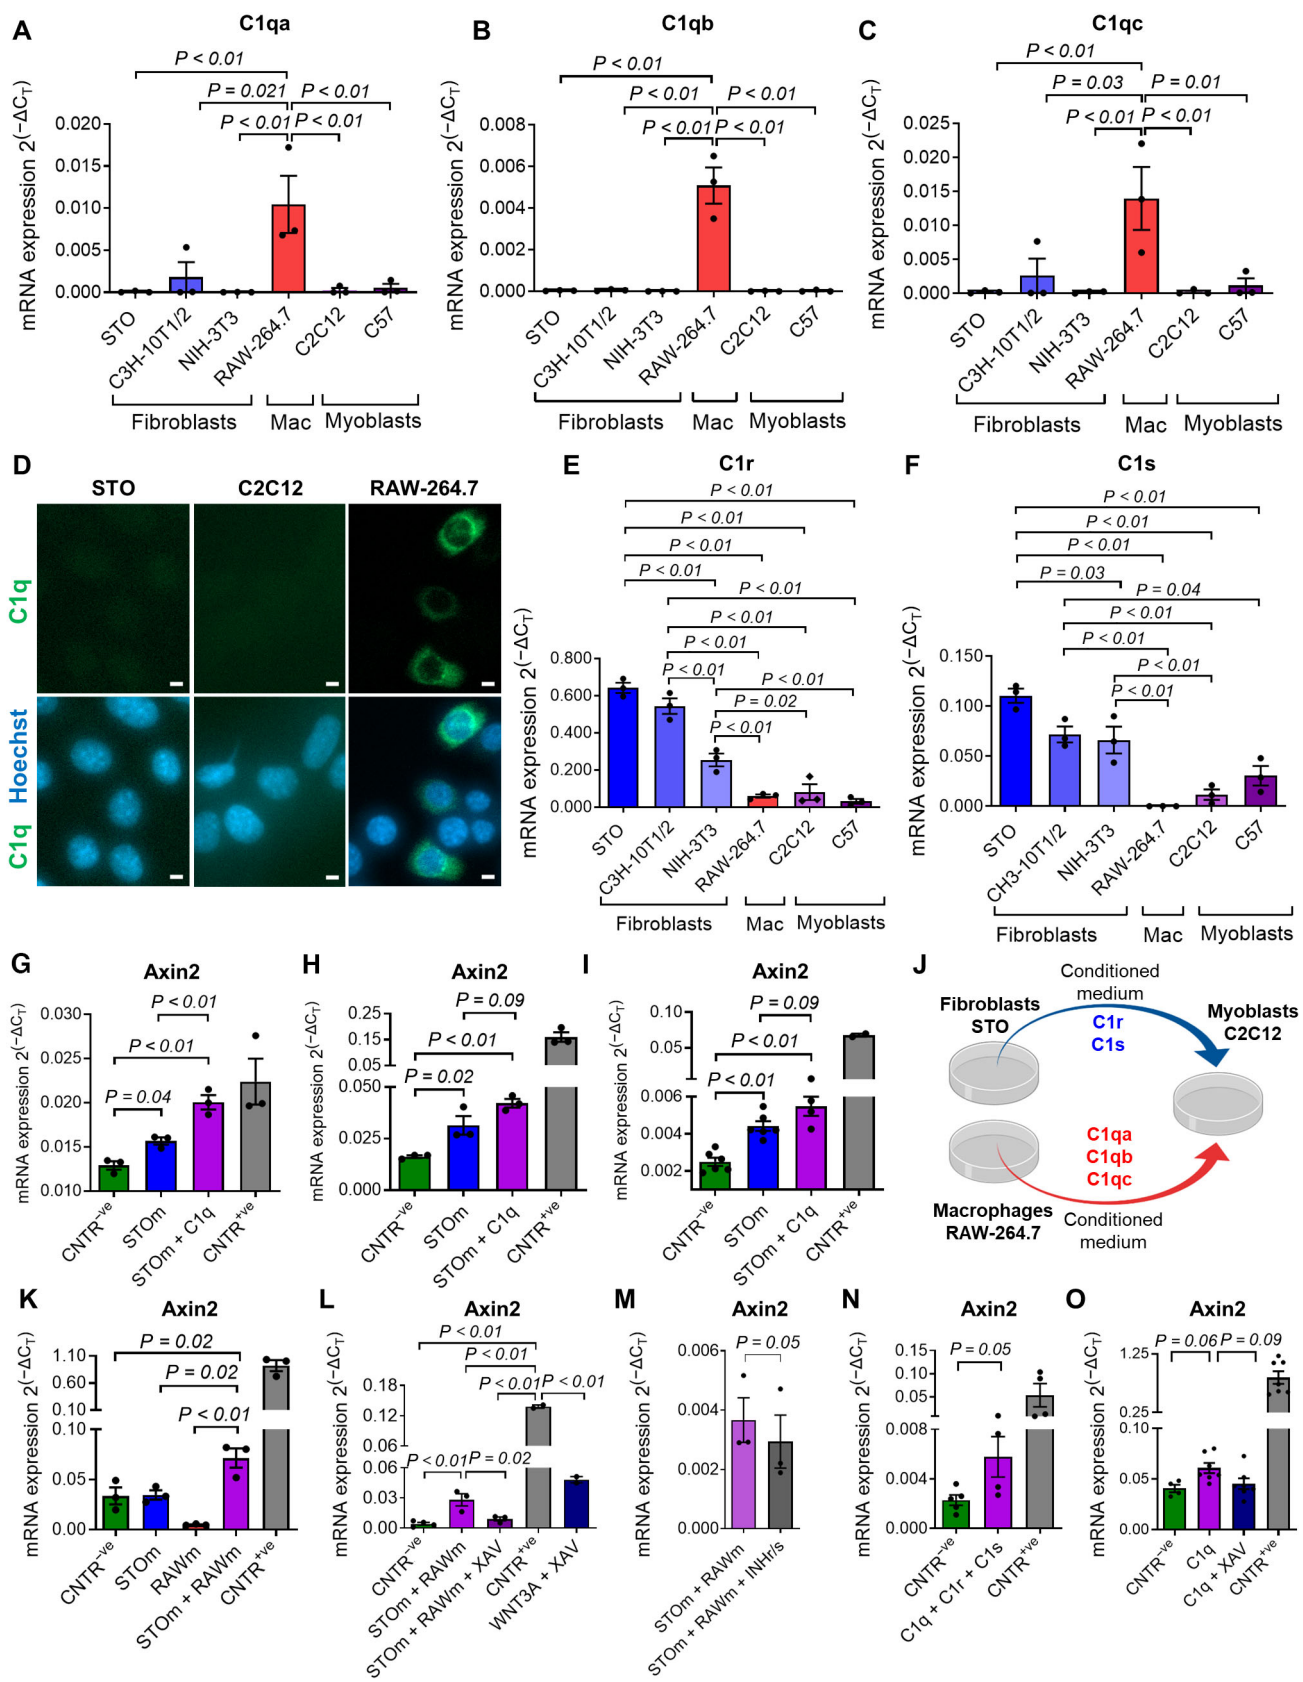 A
C1qa
P < 0.01
P = 0.021
P < 0.01
P < 0.01
P < 0.01
mRNA expression 2(−ΔCT)
0.020
0.015
0.010
0.005
0.000
STO
C3H-10T1/2
NIH-3T3
RAW-264.7
C2C12
C57
Fibroblasts
Mac
Myoblasts
B
C1qb
P < 0.01
P < 0.01
P < 0.01
P < 0.01
P < 0.01
mRNA expression 2(−ΔCT)
0.008
0.006
0.004
0.002
0.000
STO
C3H-10T1/2
NIH-3T3
RAW-264.7
C2C12
C57
Fibroblasts
Mac
Myoblasts
C
C1qc
P < 0.01
P = 0.03
P = 0.01
P < 0.01
P < 0.01
mRNA expression 2(−ΔCT)
0.025
0.020
0.015
0.010
0.005
0.000
STO
C3H-10T1/2
NIH-3T3
RAW-264.7
C2C12
C57
Fibroblasts
Mac
Myoblasts
D
STO
C2C12
RAW-264.7
C1q
C1q Hoechst
E
C1r
P < 0.01
P < 0.01
P < 0.01
P < 0.01
P < 0.01
P < 0.01
P < 0.01
P < 0.01
P < 0.01
P = 0.02
P < 0.01
mRNA expression 2(−ΔCT)
0.800
0.600
0.400
0.200
0.000
STO
C3H-10T1/2
NIH-3T3
RAW-264.7
C2C12
C57
Fibroblasts
Mac
Myoblasts
F
C1s
P < 0.01
P < 0.01
P < 0.01
P = 0.03
P = 0.04
P < 0.01
P < 0.01
P < 0.01
P < 0.01
mRNA expression 2(−ΔCT)
0.150
0.100
0.050
0.000
STO
CH3-10T1/2
NIH-3T3
RAW-264.7
C2C12
C57
Fibroblasts
Mac
Myoblasts
G
Axin2
P < 0.01
P < 0.01
P = 0.04
mRNA expression 2(−ΔCT)
0.030
0.025
0.020
0.015
0.010
CNTR−ve
STOm
STOm + C1q
CNTR+ve
H
Axin2
P = 0.09
P < 0.01
P = 0.02
mRNA expression 2(−ΔCT)
0.25
0.15
0.05
0.050
0.025
0.000
CNTR−ve
STOm
STOm + C1q
CNTR+ve
I
Axin2
P = 0.09
P < 0.01
P < 0.01
mRNA expression 2(−ΔCT)
0.10
0.05
0.006
0.004
0.002
CNTR−ve
STOm
STOm + C1q
CNTR+ve
J
Conditioned
medium
Fibroblasts
STO
C1r
C1s
Myoblasts
C2C12
C1qa
C1qb
C1qc
Macrophages
RAW-264.7
Conditioned
medium
K
Axin2
P = 0.02
P = 0.02
P < 0.01
mRNA expression 2(−ΔCT)
1.10
0.60
0.10
0.10
0.05
0.00
CNTR−ve
STOm
RAWm
STOm + RAWm
CNTR+ve
L
Axin2
P < 0.01
P < 0.01
P < 0.01
P < 0.01
P < 0.01
P = 0.02
mRNA expression 2(−ΔCT)
0.18
0.12
0.06
0.06
0.03
0.00
CNTR−ve
STOm + RAWm
STOm + RAWm + XAV
CNTR+ve
WNT3A + XAV
M
Axin2
P = 0.05
mRNA expression 2(−ΔCT)
0.006
0.004
0.002
0.000
STOm + RAWm
STOm + RAWm + INHr/s
N
Axin2
P = 0.05
mRNA expression 2(−ΔCT)
0.15
0.10
0.05
0.008
0.004
0.000
CNTR−ve
C1q + C1r + C1s
CNTR+ve
O
Axin2
P = 0.06
P = 0.09
mRNA expression 2(−ΔCT)
1.25
0.25
0.10
0.05
0.00
CNTR−ve
C1q
C1q + XAV
CNTR+ve